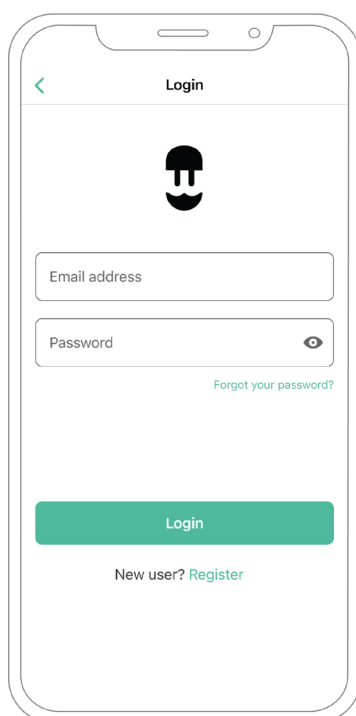 Login
Email address
Password
Forgot your password?
Login
New user? Register